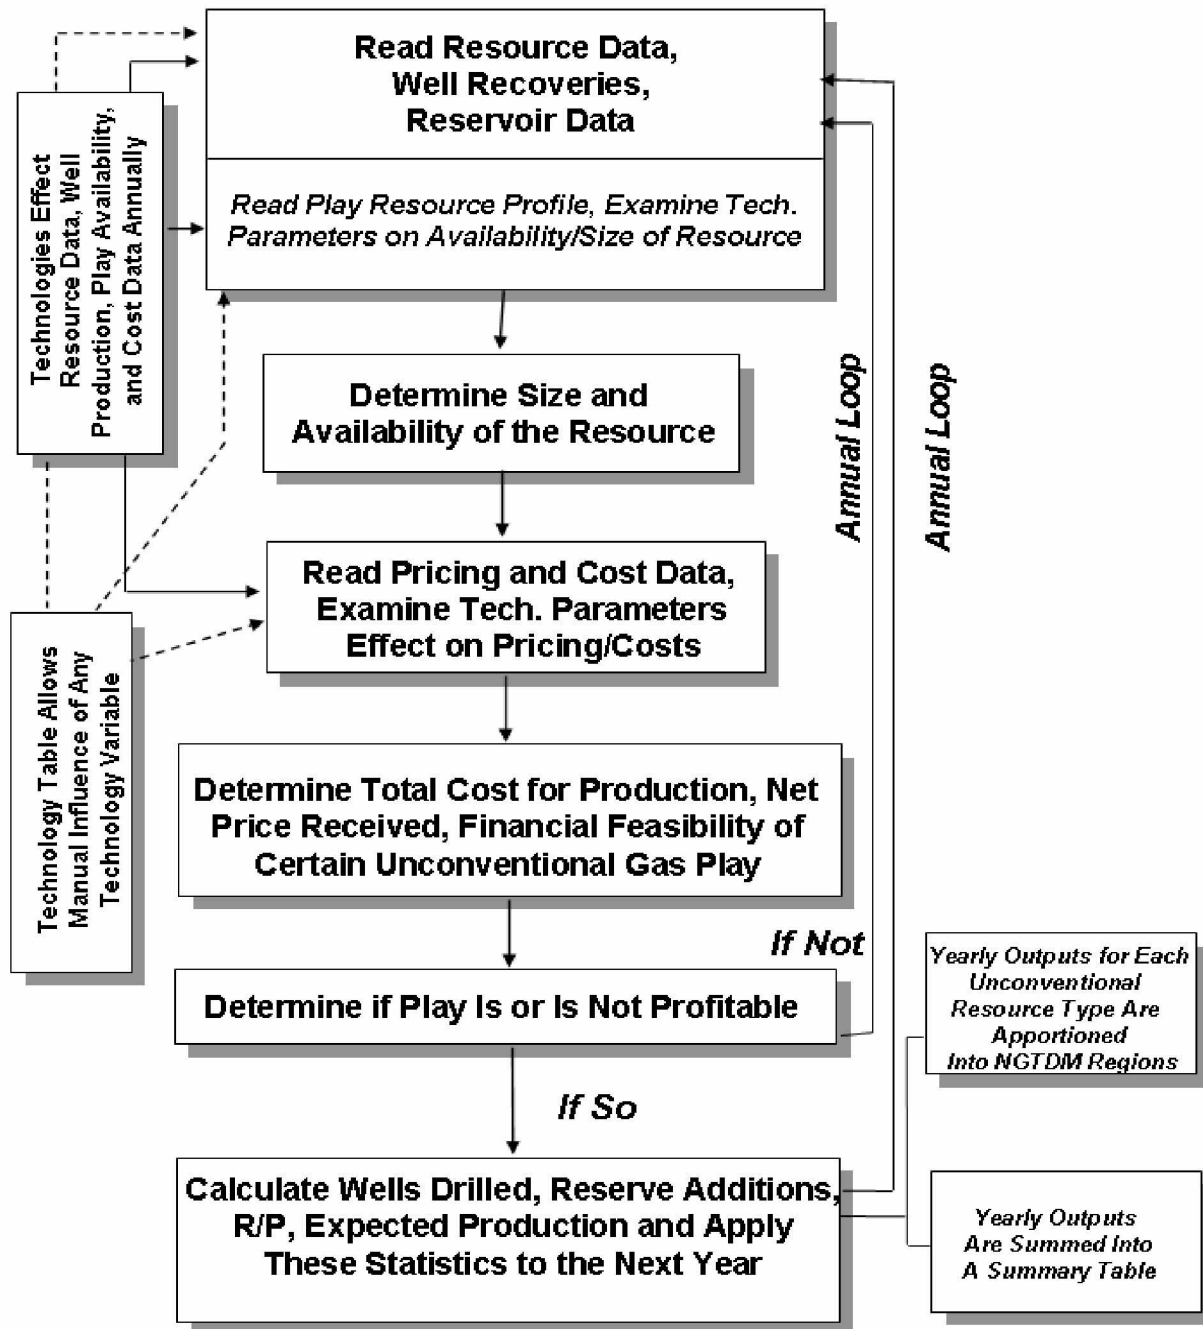 Read Resource Data,
Well Recoveries,
Reservoir Data
Read Play Resource Profile, Examine Tech.
Parameters on Availability/Size of Resource
Technologies Effect
Resource Data, Well
Production, Play Availability,
and Cost Data Annually
Determine Size and
Availability of the Resource
Annual Loop
Annual Loop
Read Pricing and Cost Data,
Examine Tech. Parameters
Effect on Pricing/Costs
Technology Table Allows
Manual Influence of Any
Technology Variable
Determine Total Cost for Production, Net
Price Received, Financial Feasibility of
Certain Unconventional Gas Play
If Not
Determine if Play Is or Is Not Profitable
Yearly Outputs for Each
Unconventional
Resource Type Are
Apportioned
Into NGTDM Regions
If So
Calculate Wells Drilled, Reserve Additions,
R/P, Expected Production and Apply
These Statistics to the Next Year
Yearly Outputs
Are Summed Into
A Summary Table